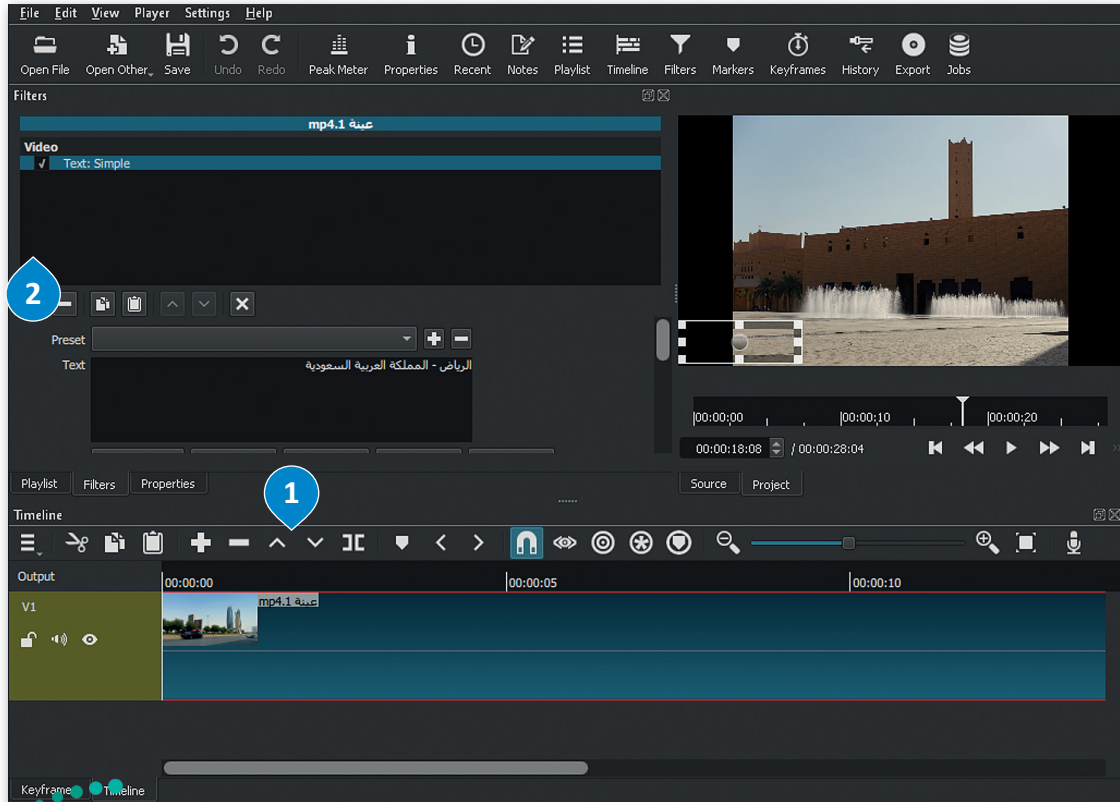 File Edit View Player Settings Help
Open File Open Other Save Undo Redo Peak Meter Properties Recent Notes Playlist Timeline Filters Markers Keyframes History Export Jobs
Filters
عينة 1.mp4
Video
Text: Simple
2
Preset
Text
الرياض - المملكة العربية السعودية
00:00:00 00:00:10 00:00:20
00:00:18:08 / 00:00:28:04
Playlist Filters Properties
Source Project
1
Timeline
Output
00:00:00 00:00:05 00:00:10
V1
عينة 1.mp4
Keyframe Timeline